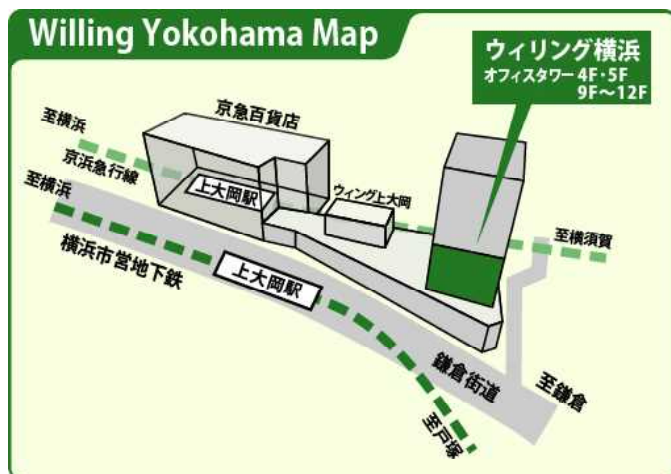 Willing Yokohama Map
ウィリング横浜
オフィスタワー 4F・5F
9F～12F
京急百貨店
至横浜
京浜急行線
至横浜
上大岡駅
ウィング上大岡
至横須賀
横浜市営地下鉄
上大岡駅
鎌倉街道
至鎌倉
至戸塚